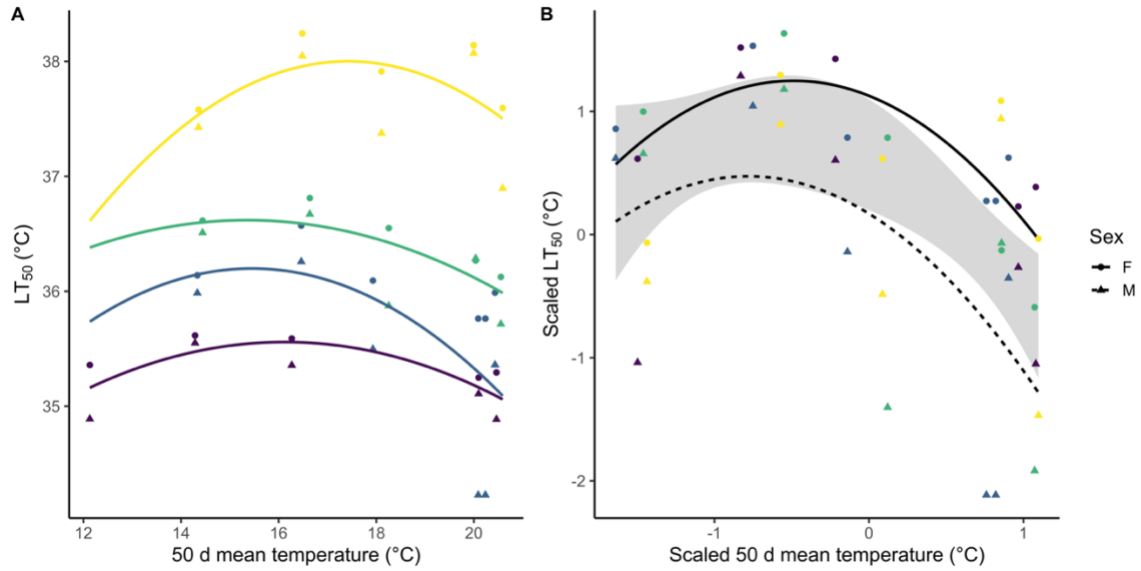 A
38
37
36
35
LT50 (°C)
12
14
16
18
20
50 d mean temperature (°C)
B
1
0
-1
-2
Scaled LT50 (°C)
-1
0
1
Scaled 50 d mean temperature (°C)
Sex
F
M